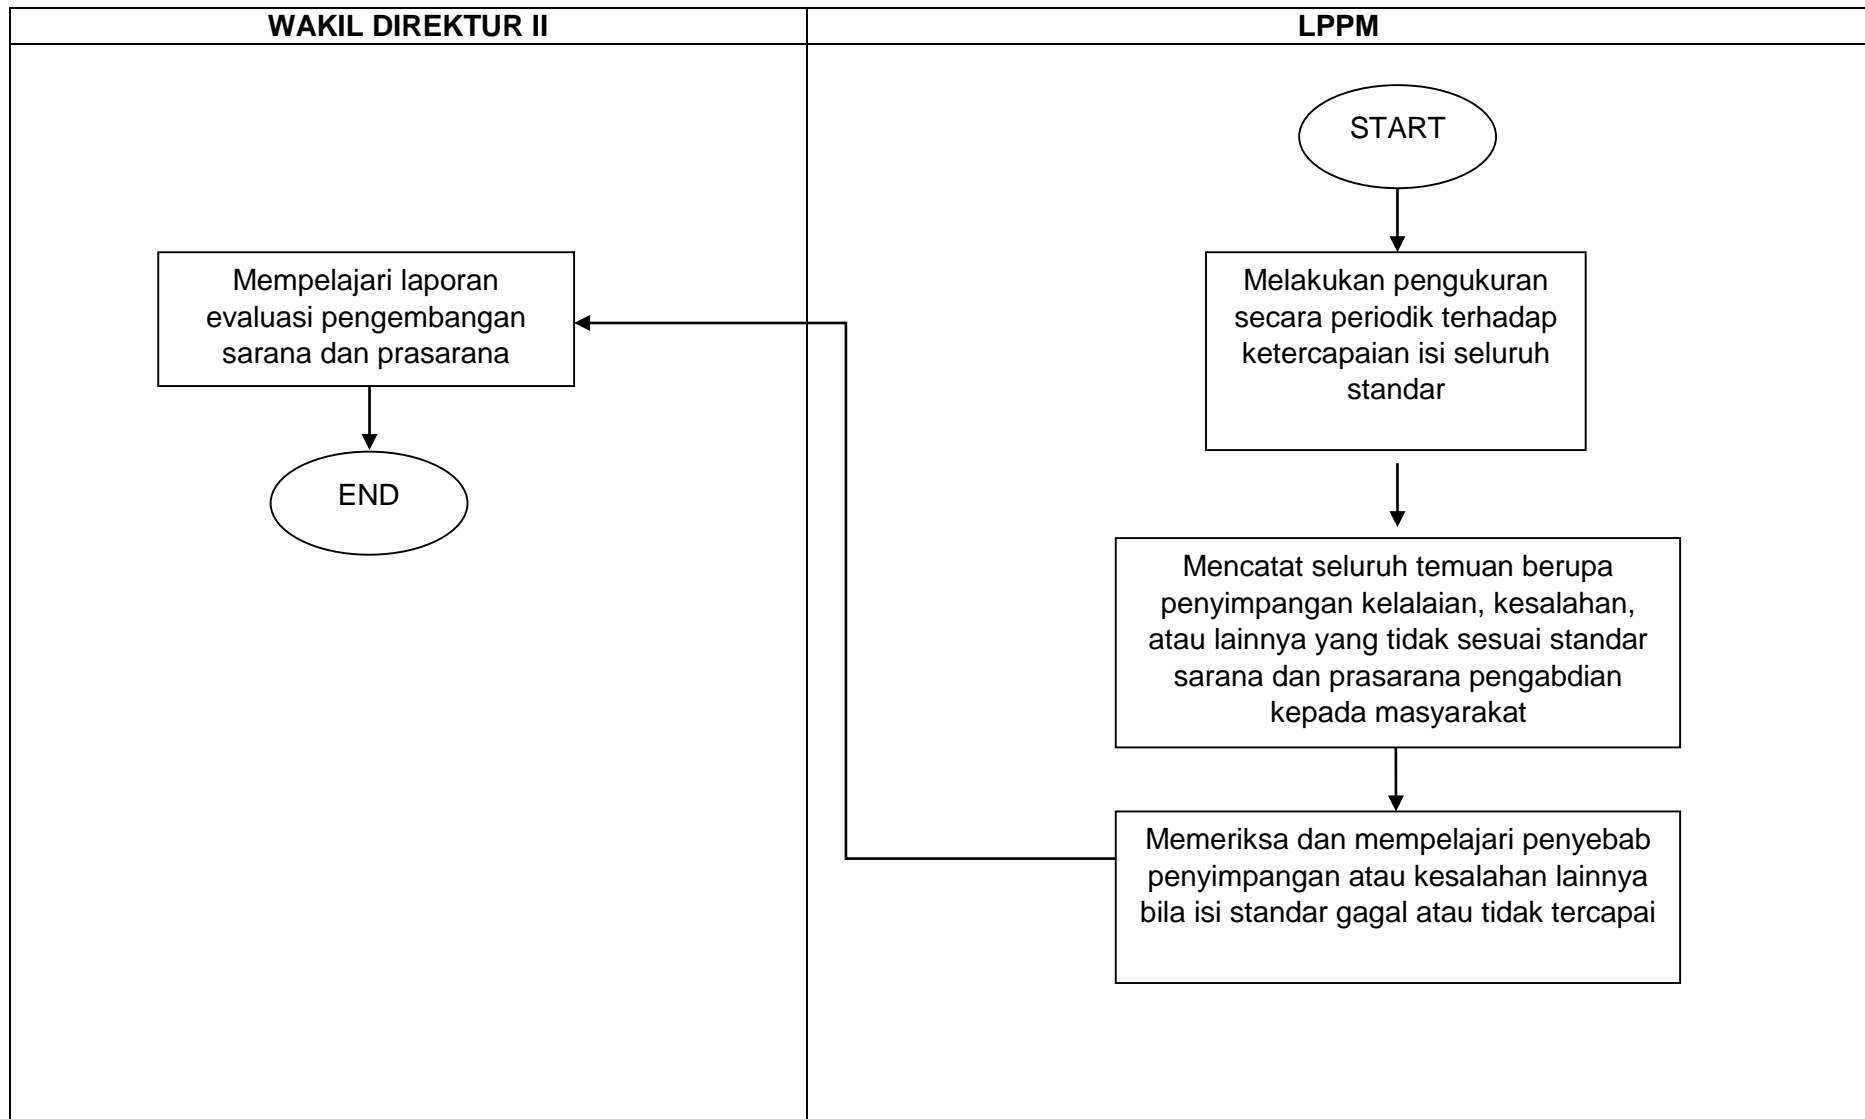 WAKIL DIREKTUR II
LPPM
START
Melakukan pengukuran
secara periodik terhadap
ketercapaian isi seluruh
standar
Mencatat seluruh temuan berupa
penyimpangan kelalaian, kesalahan,
atau lainnya yang tidak sesuai standar
sarana dan prasarana pengabdian
kepada masyarakat
Memeriksa dan mempelajari penyebab
penyimpangan atau kesalahan lainnya
bila isi standar gagal atau tidak tercapai
Mempelajari laporan
evaluasi pengembangan
sarana dan prasarana
END